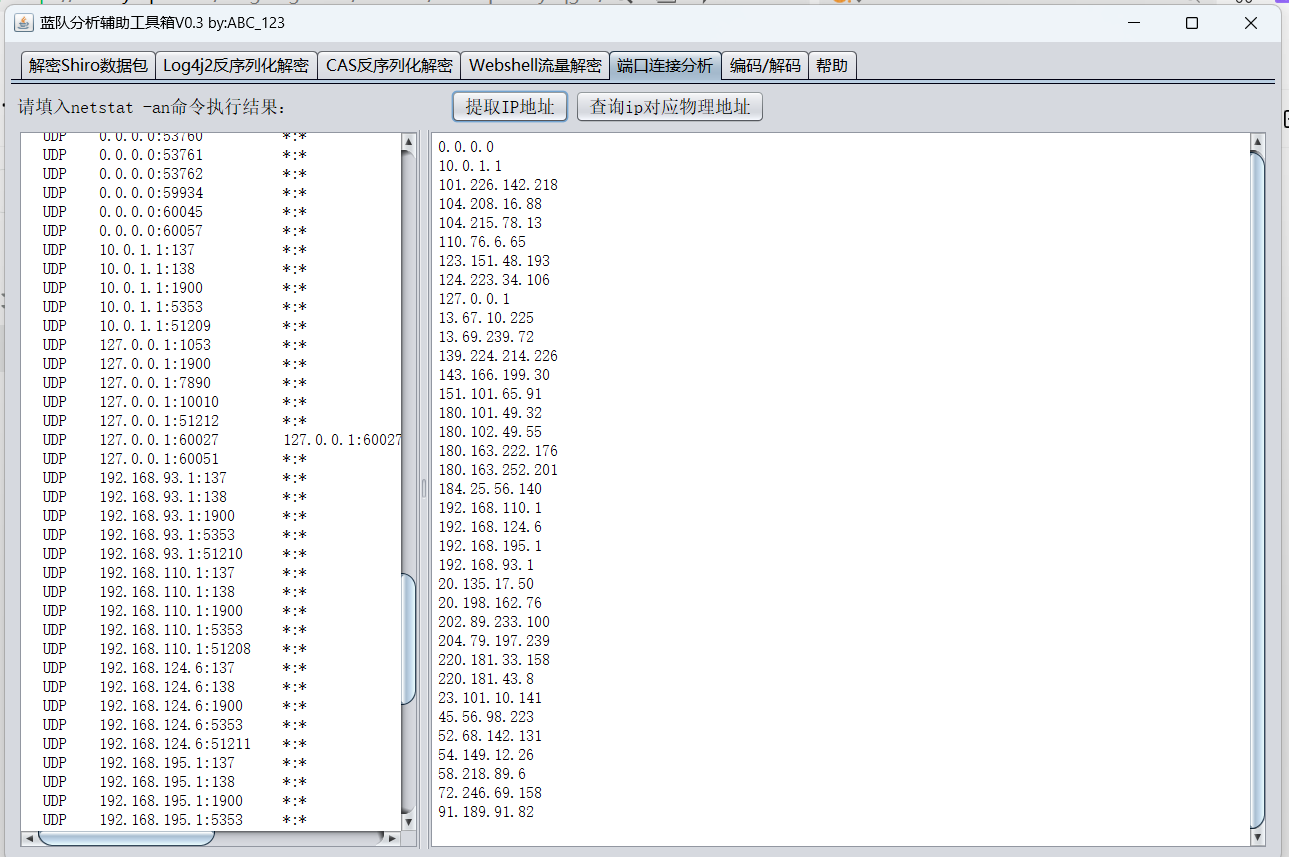 蓝队分析辅助工具箱V0.3 by:ABC_123
解密Shiro数据包 Log4j2反序列化解密 CAS反序列化解密 Webshell流量解密 端口连接分析 编码/解码 帮助
请填入netstat -an命令执行结果: 提取IP地址 查询ip对应物理地址
UDP 0.0.0.0:53760 *:*
UDP 0.0.0.0:53761 *:*
UDP 0.0.0.0:53762 *:*
UDP 0.0.0.0:59934 *:*
UDP 0.0.0.0:60045 *:*
UDP 0.0.0.0:60057 *:*
UDP 10.0.1.1:137 *:*
UDP 10.0.1.1:138 *:*
UDP 10.0.1.1:1900 *:*
UDP 10.0.1.1:5353 *:*
UDP 10.0.1.1:51209 *:*
UDP 127.0.0.1:1053 *:*
UDP 127.0.0.1:1900 *:*
UDP 127.0.0.1:7890 *:*
UDP 127.0.0.1:10010 *:*
UDP 127.0.0.1:51212 *:*
UDP 127.0.0.1:60027 127.0.0.1:60027
UDP 127.0.0.1:60051 *:*
UDP 192.168.93.1:137 *:*
UDP 192.168.93.1:138 *:*
UDP 192.168.93.1:1900 *:*
UDP 192.168.93.1:5353 *:*
UDP 192.168.93.1:51210 *:*
UDP 192.168.110.1:137 *:*
UDP 192.168.110.1:138 *:*
UDP 192.168.110.1:1900 *:*
UDP 192.168.110.1:5353 *:*
UDP 192.168.110.1:51208 *:*
UDP 192.168.124.6:137 *:*
UDP 192.168.124.6:138 *:*
UDP 192.168.124.6:1900 *:*
UDP 192.168.124.6:5353 *:*
UDP 192.168.124.6:51211 *:*
UDP 192.168.195.1:137 *:*
UDP 192.168.195.1:138 *:*
UDP 192.168.195.1:1900 *:*
UDP 192.168.195.1:5353 *:*
0.0.0.0
10.0.1.1
101.226.142.218
104.208.16.88
104.215.78.13
110.76.6.65
123.151.48.193
124.223.34.106
127.0.0.1
13.67.10.225
13.69.239.72
139.224.214.226
143.166.199.30
151.101.65.91
180.101.49.32
180.102.49.55
180.163.222.176
180.163.252.201
184.25.56.140
192.168.110.1
192.168.124.6
192.168.195.1
192.168.93.1
20.135.17.50
20.198.162.76
202.89.233.100
204.79.197.239
220.181.33.158
220.181.43.8
23.101.10.141
45.56.98.223
52.68.142.131
54.149.12.26
58.218.89.6
72.246.69.158
91.189.91.82